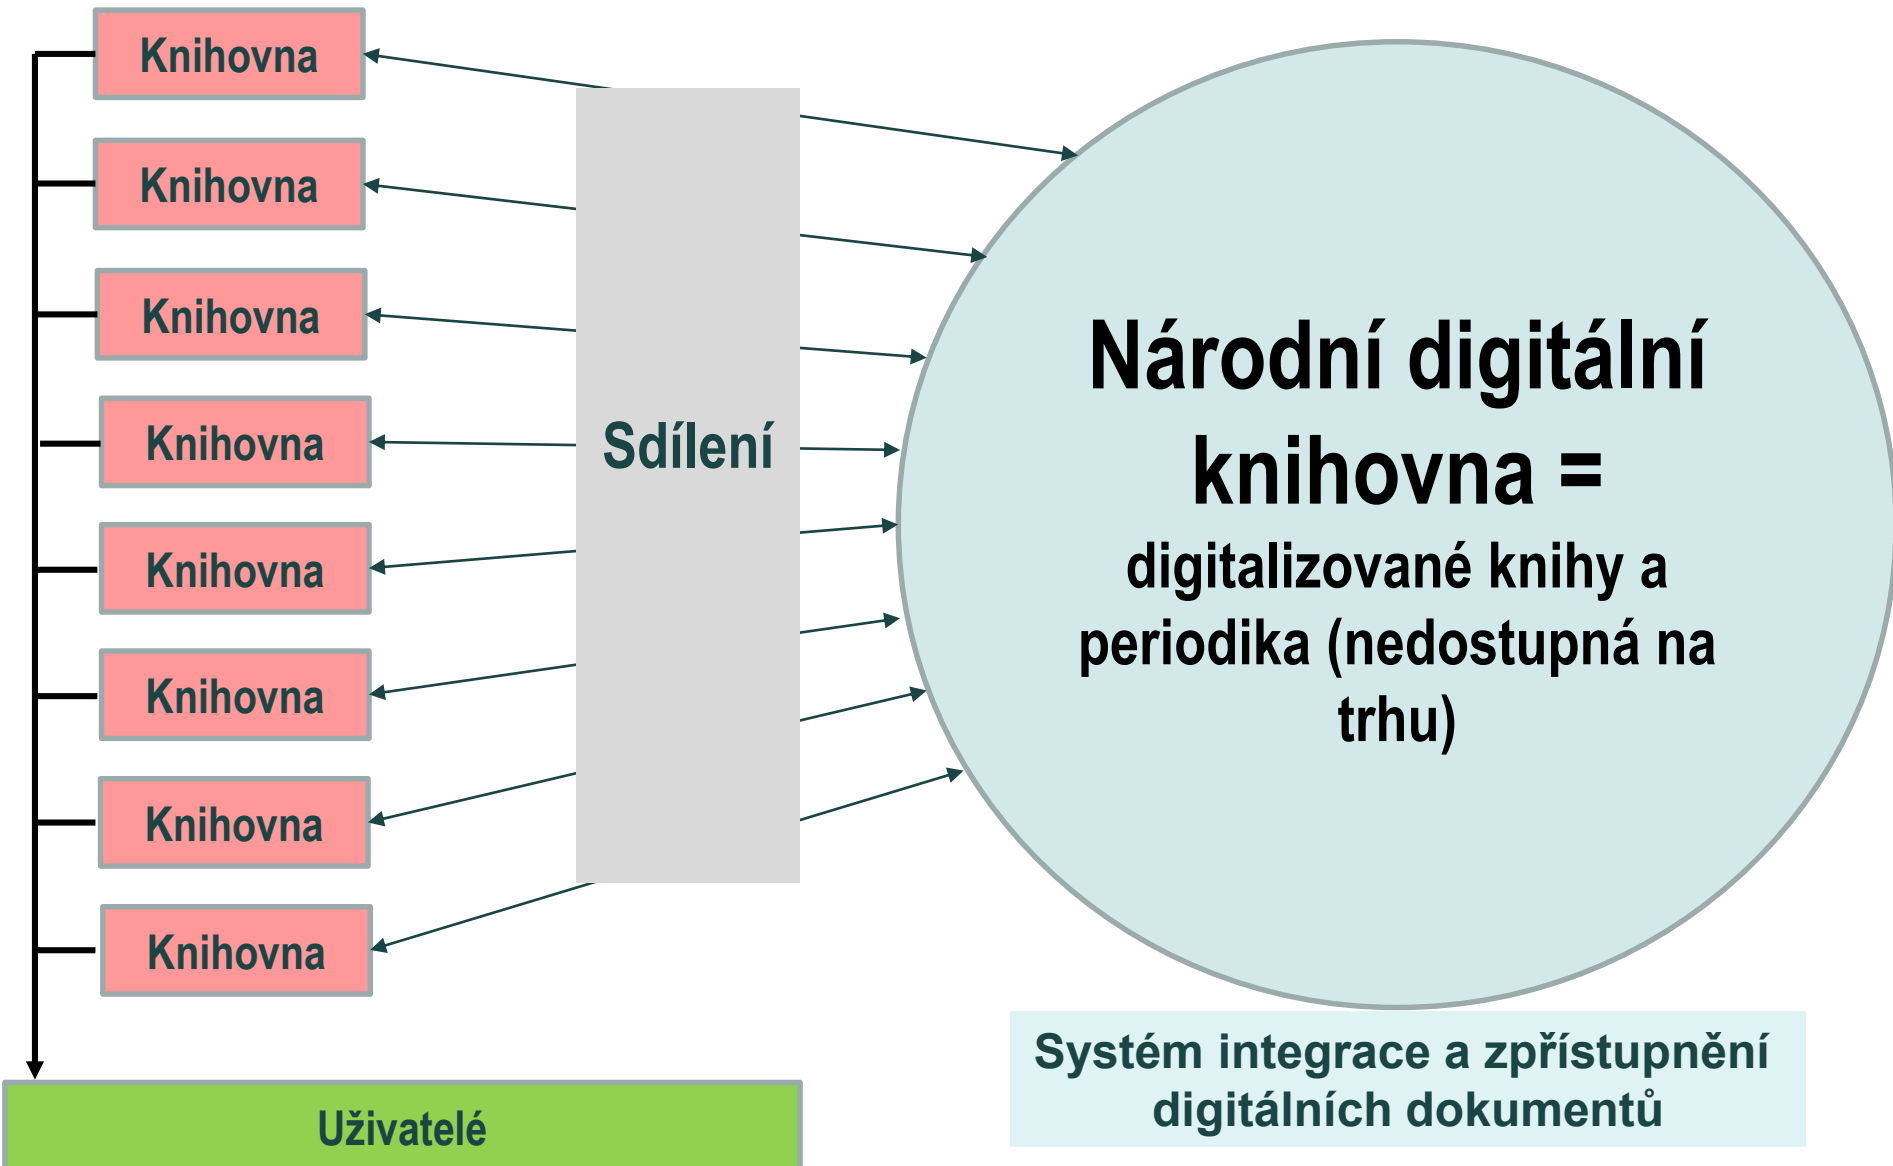 Knihovna
Knihovna
Knihovna
Knihovna
Knihovna
Knihovna
Knihovna
Knihovna
Sdílení
Národní digitální
knihovna =
digitalizované knihy a
periodika (nedostupná na
trhu)
Systém integrace a zpřístupnění
digitálních dokumentů
Uživatelé